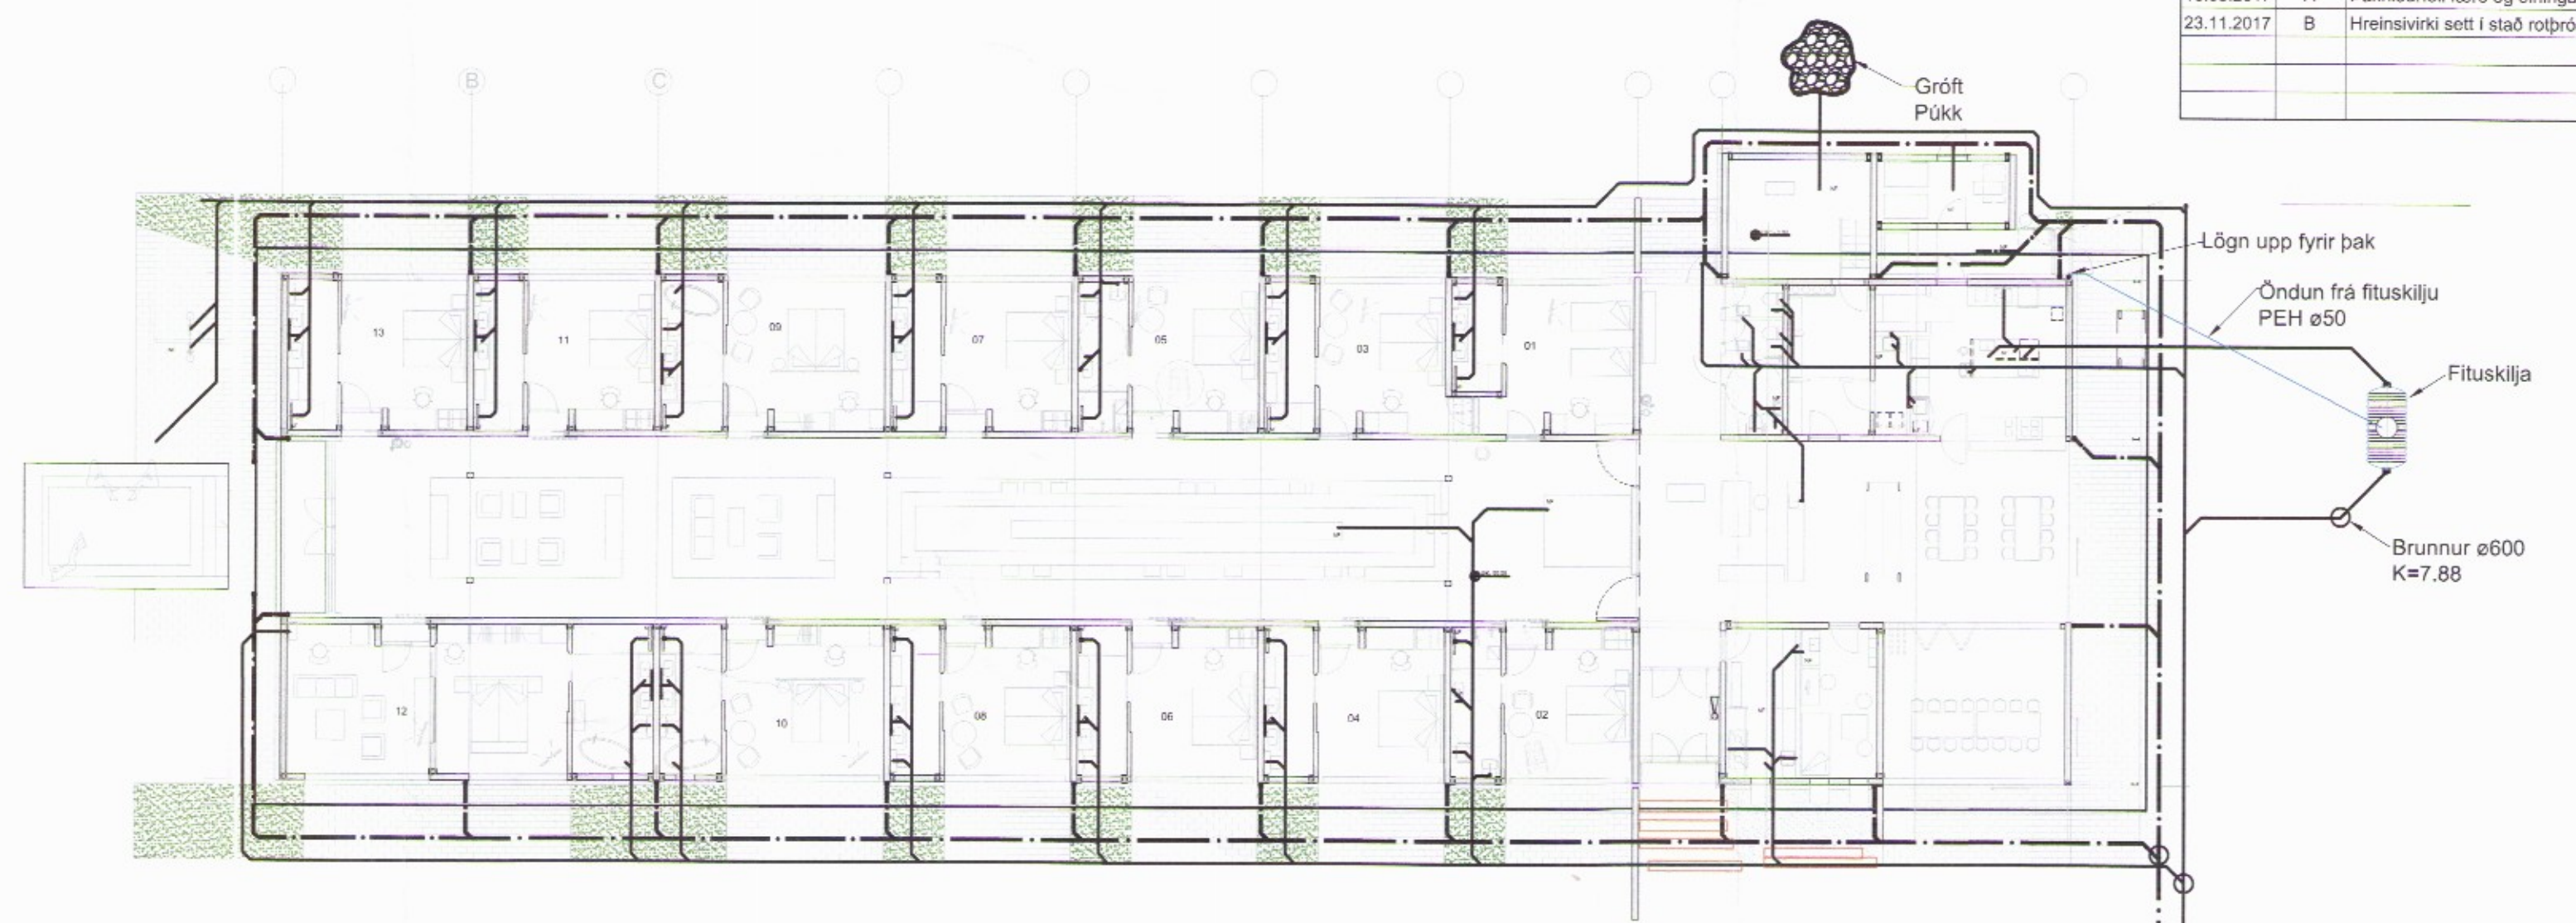 23.11.2017 B Hreinsivirki sett í stað rotþró
B
C
Gróft
Púkk
Lögn upp fyrir þak
Öndun frá fituskilju
PEH ø50
Fituskilja
13
11
09
07
05
03
01
Brunnur ø600
K=7.88
12
10
08
06
04
02